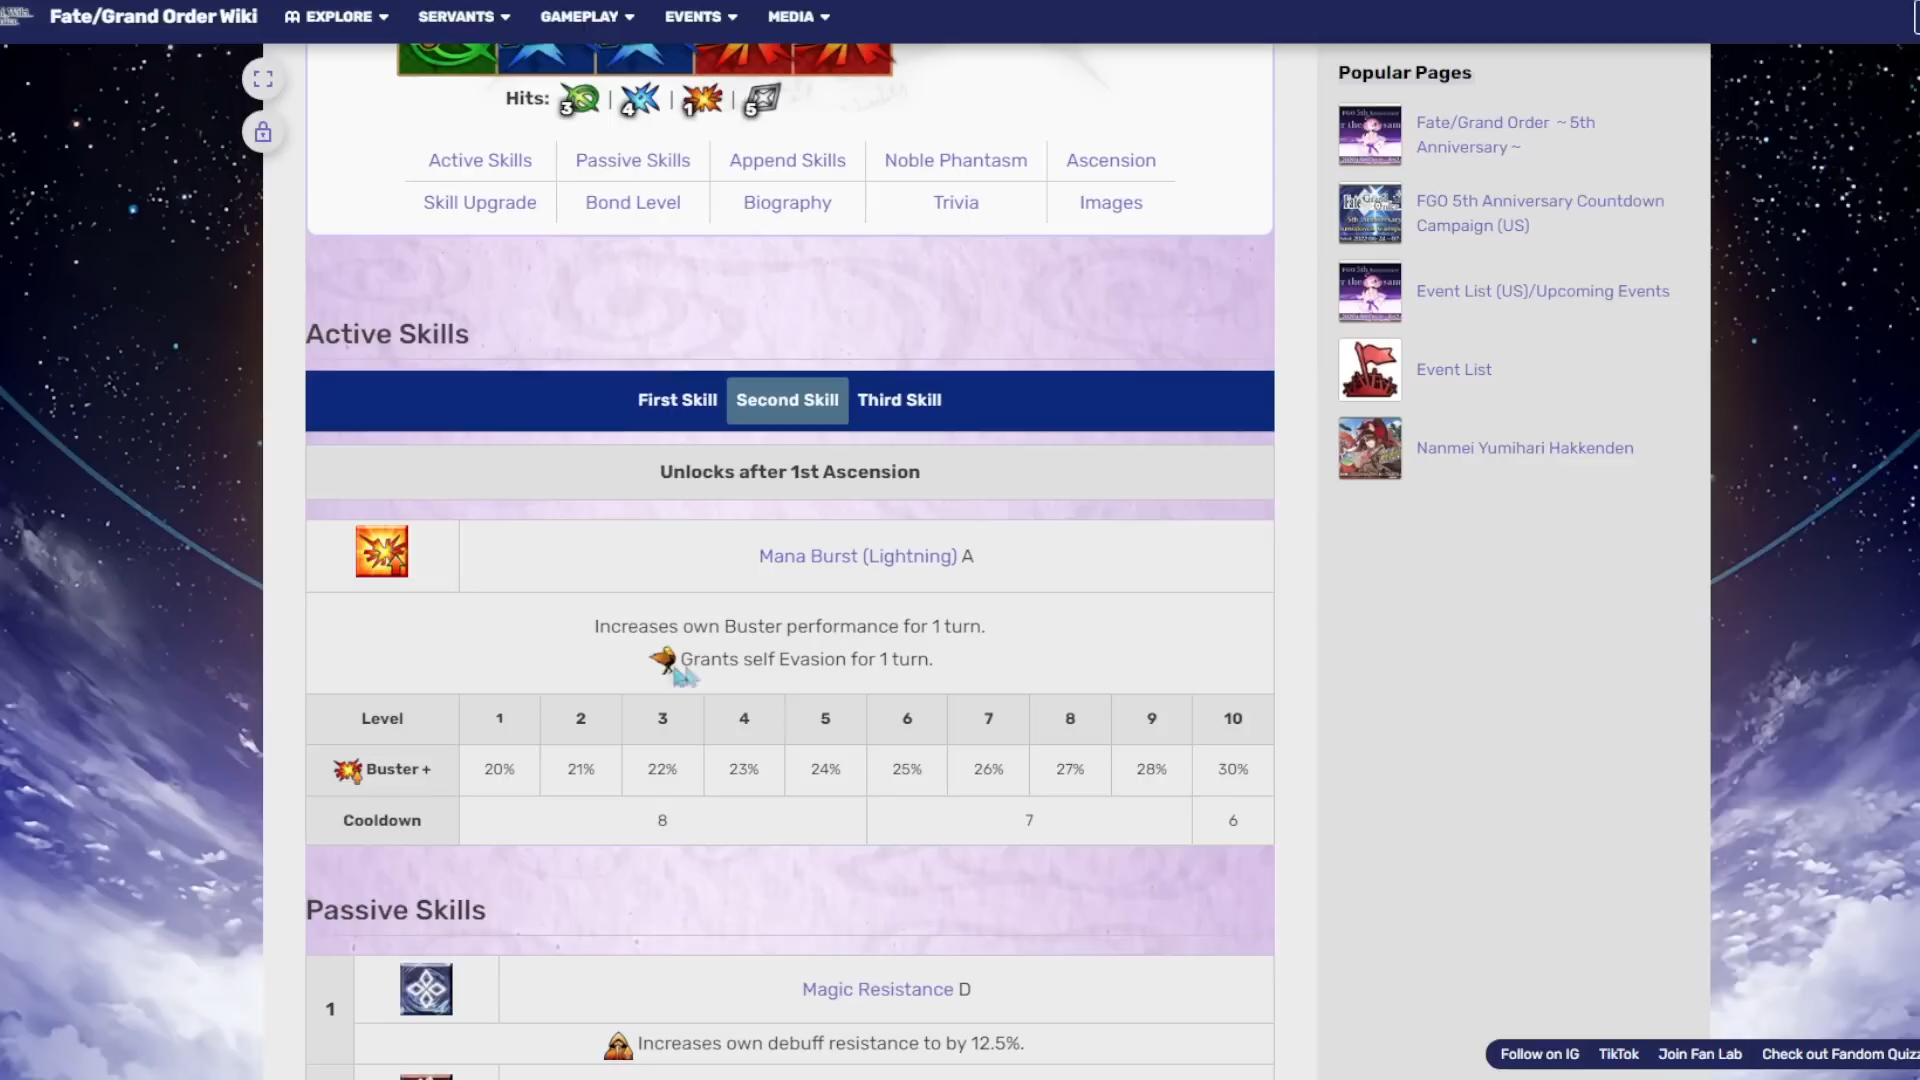 Fate/Grand Order Wiki
EXPLORE
SERVANTS
GAMEPLAY
EVENTS
MEDIA
Hits: 3 | 4 | 1 | 5
Active Skills
Passive Skills
Append Skills
Noble Phantasm
Ascension
Skill Upgrade
Bond Level
Biography
Trivia
Images
Active Skills
First Skill
Second Skill
Third Skill
Unlocks after 1st Ascension
Mana Burst (Lightning) A
Increases own Buster performance for 1 turn.
Grants self Evasion for 1 turn.
Level 1 2 3 4 5 6 7 8 9 10
Buster + 20% 21% 22% 23% 24% 25% 26% 27% 28% 30%
Cooldown 8 7 6
Passive Skills
1
Magic Resistance D
Increases own debuff resistance to by 12.5%.
Popular Pages
Fate/Grand Order ～5th
Anniversary～
FGO 5th Anniversary Countdown
Campaign (US)
Event List (US)/Upcoming Events
Event List
Nanmei Yumihari Hakkenden
Follow on IG
TikTok
Join Fan Lab
Check out Fandom Quizz